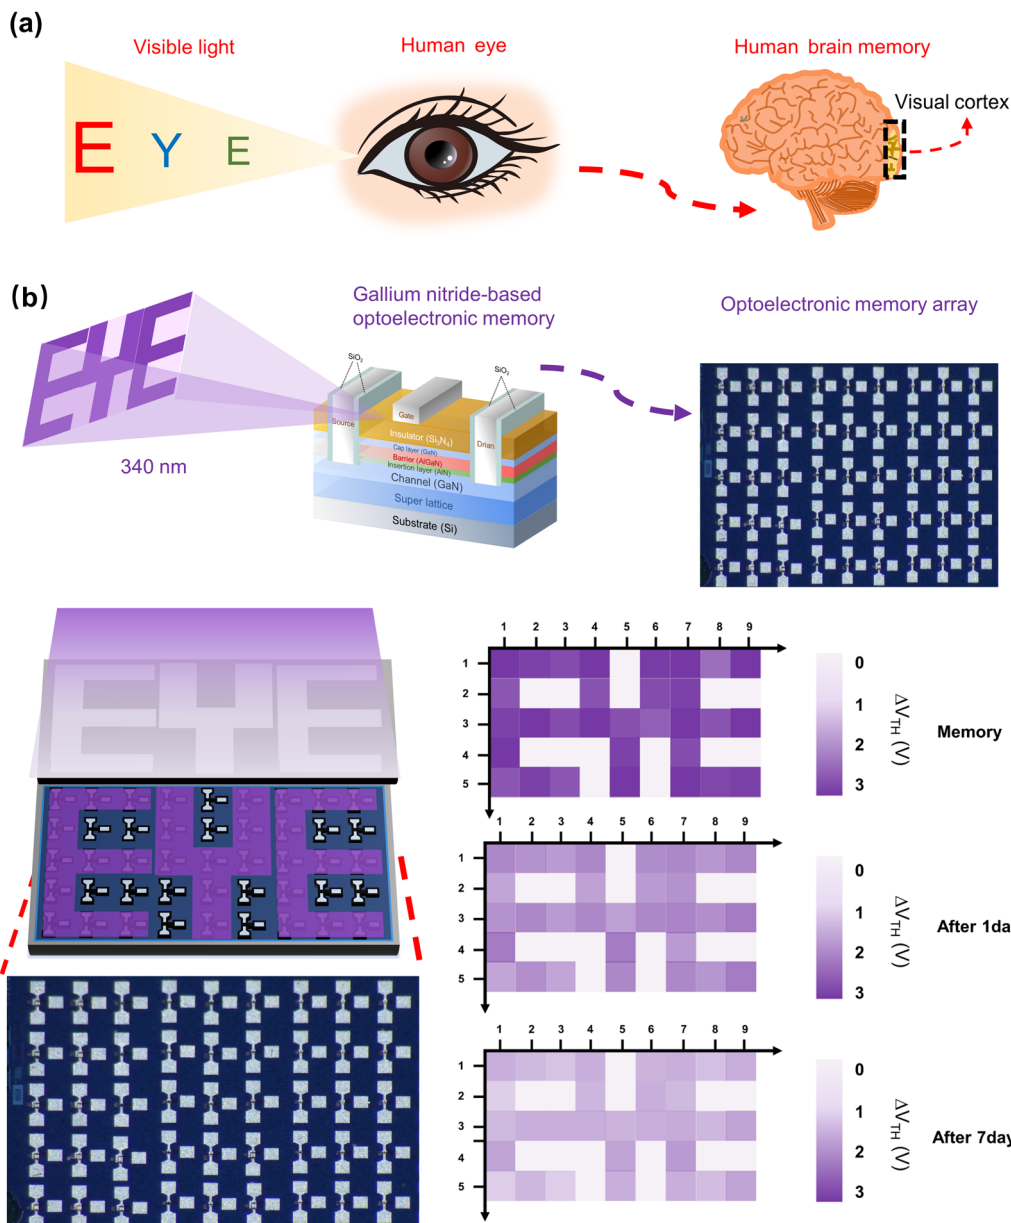 (a)
Visible light
Human eye
Human brain memory
Visual cortex
E Y E
(b)
Gallium nitride-based
optoelectronic memory
Optoelectronic memory array
EYE
340 nm
SiO2
SiO2
Source
Gate
Drian
Insulator (Si3N4)
Cap layer (GaN)
Barrier (AlGaN)
Insertion layer (AlN)
Channel (GaN)
Super lattice
Substrate (Si)
EYE
1 2 3 4 5 6 7 8 9
1
2
3
4
5
0
1
2
3
ΔVTH (V)
Memory
1 2 3 4 5 6 7 8 9
1
2
3
4
5
0
1
2
3
ΔVTH (V)
After 1da
1 2 3 4 5 6 7 8 9
1
2
3
4
5
0
1
2
3
ΔVTH (V)
After 7day